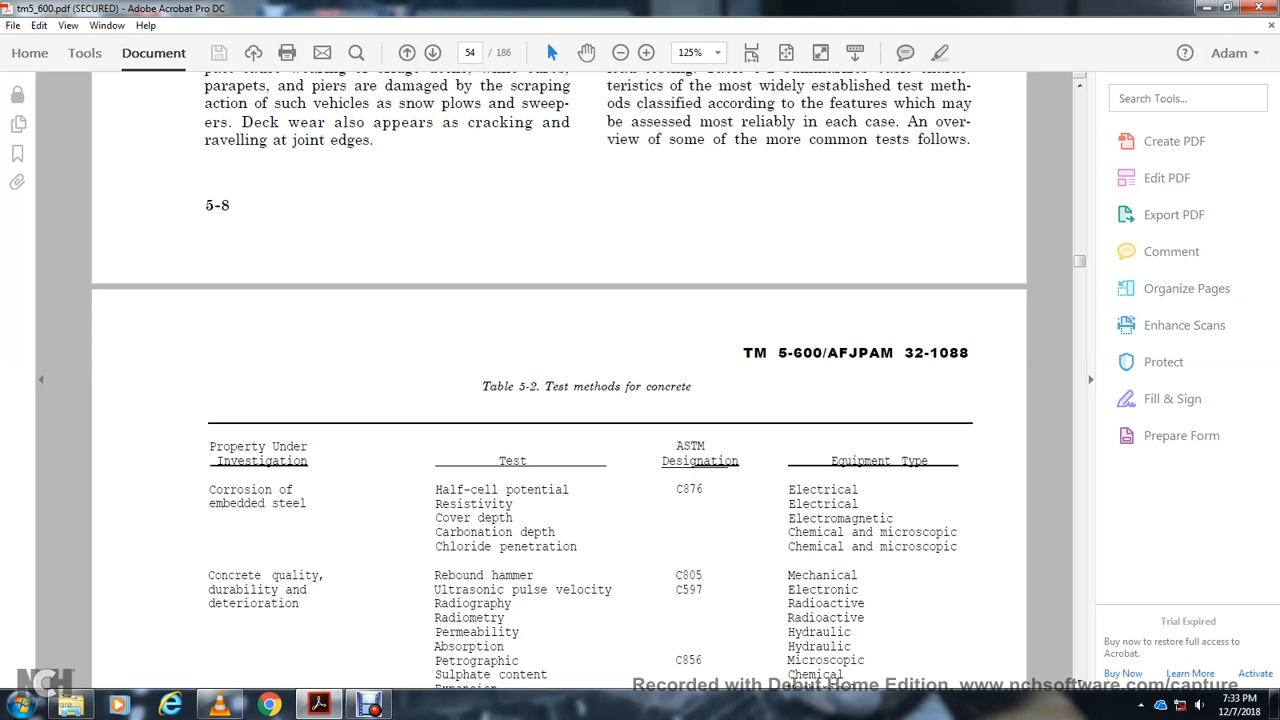 tm5_600.pdf (SECURED) - Adobe Acrobat Pro DC
File Edit View Window Help
Home Tools Document 54 / 186 125% Adam
parapets, and piers are damaged by the scraping
action of such vehicles as snow plows and sweep-
ers. Deck wear also appears as cracking and
ravelling at joint edges.
teristics of the most widely established test meth-
ods classified according to the features which may
be assessed most reliably in each case. An over-
view of some of the more common tests follows.
5-8
TM 5-600/AFJPAM 32-1088
Table 5-2. Test methods for concrete
Property Under Investigation Test ASTM Designation Equipment Type
Corrosion of Half-cell potential C876 Electrical
embedded steel Resistivity Electrical
Cover depth Electromagnetic
Carbonation depth Chemical and microscopic
Chloride penetration Chemical and microscopic
Concrete quality, Rebound hammer C805 Mechanical
durability and Ultrasonic pulse velocity C597 Electronic
deterioration Radiography Radioactive
Radiometry Radioactive
Permeability Hydraulic
Absorption Hydraulic
Petrographic C856 Microscopic
Sulphate content Chemical
Search Tools...
Create PDF
Edit PDF
Export PDF
Comment
Organize Pages
Enhance Scans
Protect
Fill & Sign
Prepare Form
Trial Expired
Buy now to restore full access to
Acrobat.
Buy Now Learn More Activate
NCH
Recorded with Debut Home Edition. www.nchsoftware.com/capture
7:33 PM
12/7/2018